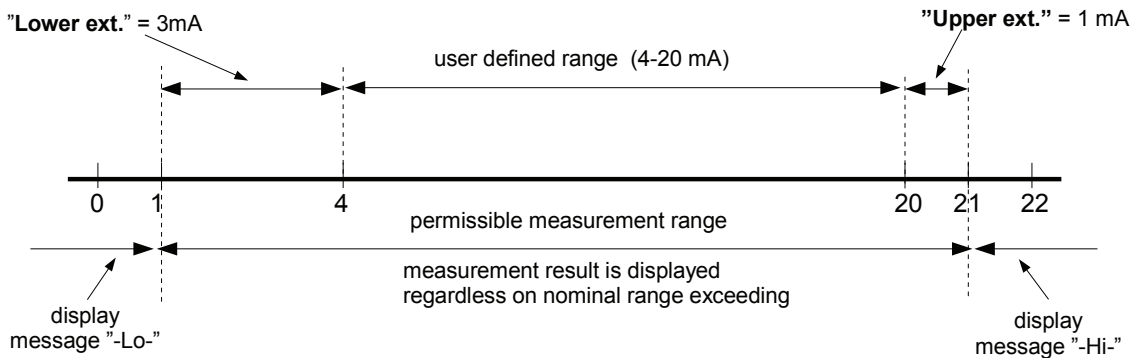 "Lower ext." = 3mA
"Upper ext." = 1 mA
user defined range (4-20 mA)
0 1 4 20 21 22
permissible measurement range
measurement result is displayed
regardless on nominal range exceeding
display
message "-Lo-"
display
message "-Hi-"